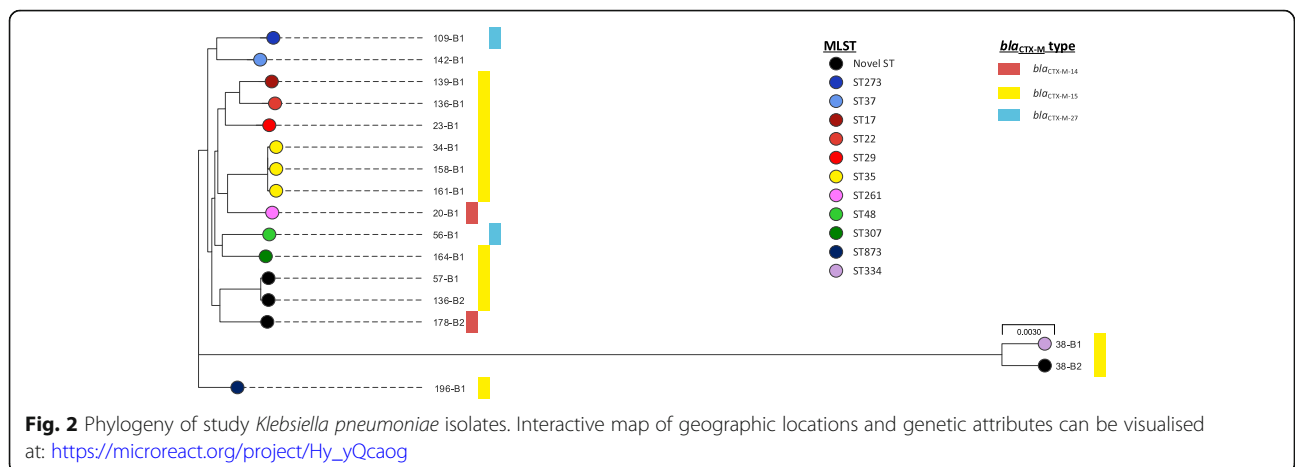 109-B1
142-B1
139-B1
136-B1
23-B1
34-B1
158-B1
161-B1
20-B1
56-B1
164-B1
57-B1
136-B2
178-B2
196-B1
MLST
Novel ST
ST273
ST37
ST17
ST22
ST29
ST35
ST261
ST48
ST307
ST873
ST334
blaCTX-M type
blaCTX-M-14
blaCTX-M-15
blaCTX-M-27
0.0030
38-B1
38-B2
Fig. 2 Phylogeny of study Klebsiella pneumoniae isolates. Interactive map of geographic locations and genetic attributes can be visualised
at: https://microreact.org/project/Hy_yQcaog